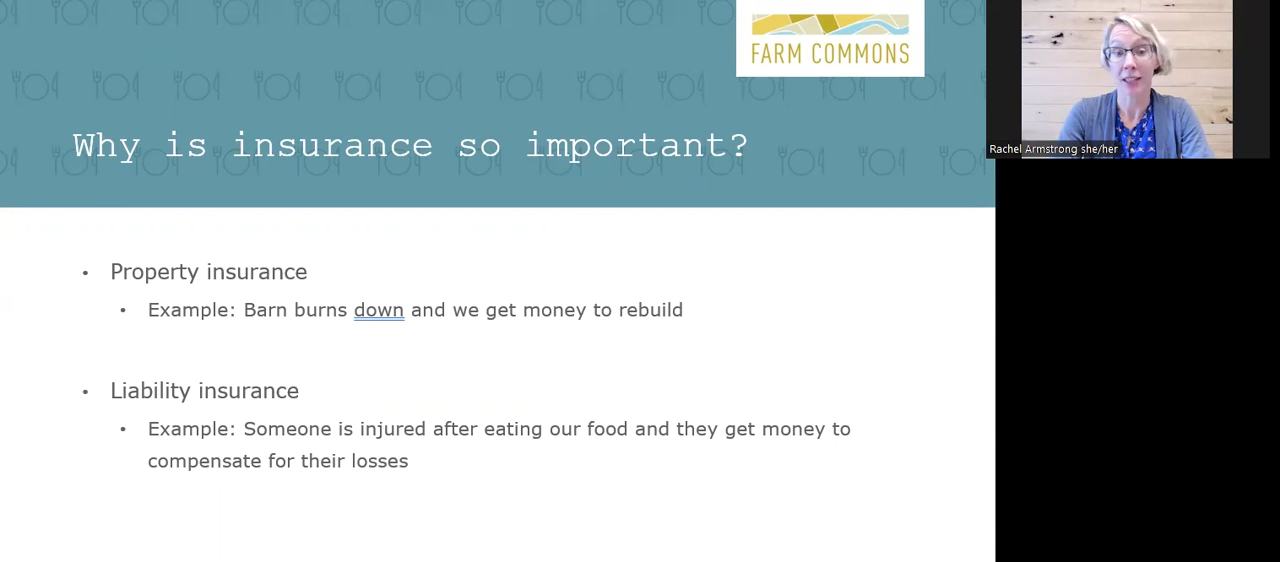 FARM COMMONS
Why is insurance so important?
Rachel Armstrong she/her
• Property insurance
• Example: Barn burns down and we get money to rebuild
• Liability insurance
• Example: Someone is injured after eating our food and they get money to
compensate for their losses